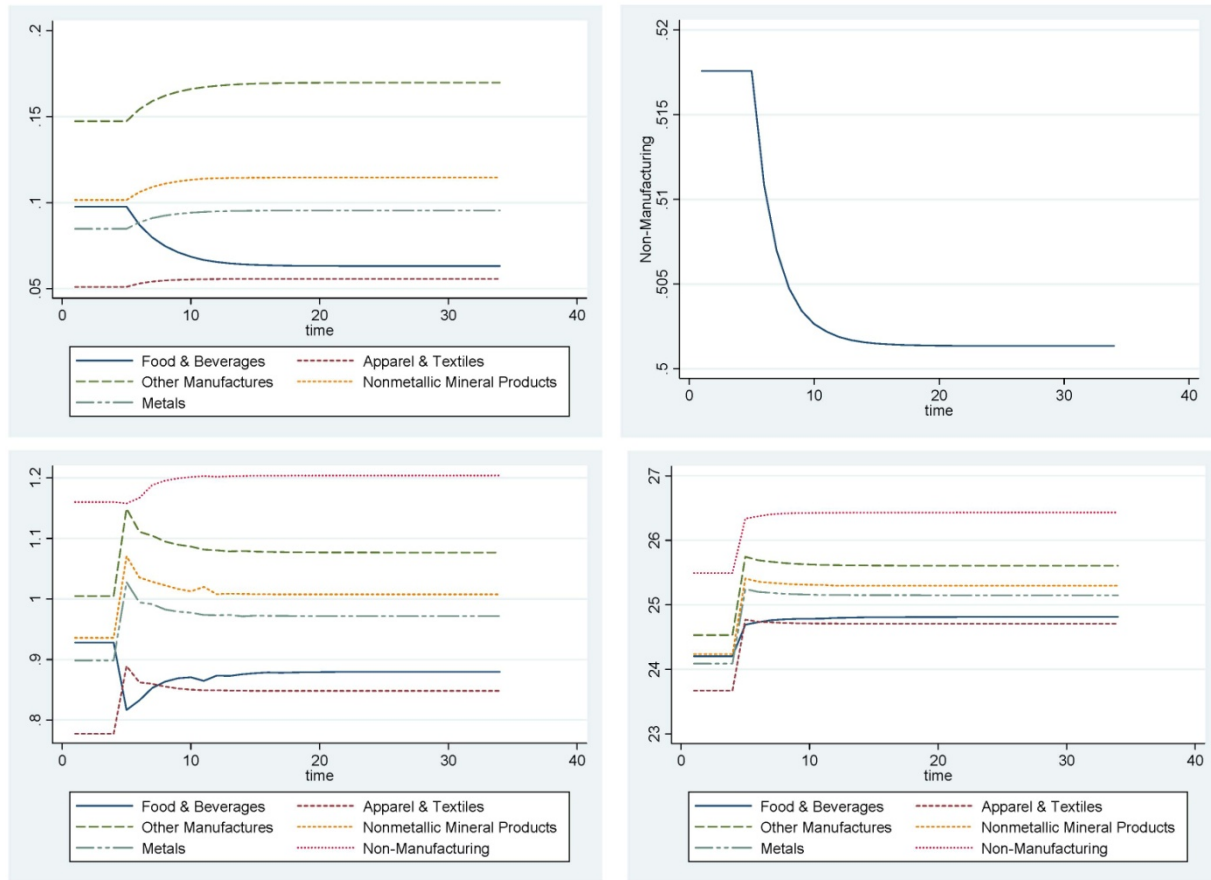 .2
.15
.1
.05
0 10 20 30 40
time
Food & Beverages Apparel & Textiles
Other Manufactures Nonmetallic Mineral Products
Metals
Non-Manufacturing
.52
.515
.51
.505
.5
0 10 20 30 40
time
1.2
1.1
1
.9
.8
0 10 20 30 40
time
Food & Beverages Apparel & Textiles
Other Manufactures Nonmetallic Mineral Products
Metals Non-Manufacturing
27
26
25
24
23
0 10 20 30 40
time
Food & Beverages Apparel & Textiles
Other Manufactures Nonmetallic Mineral Products
Metals Non-Manufacturing